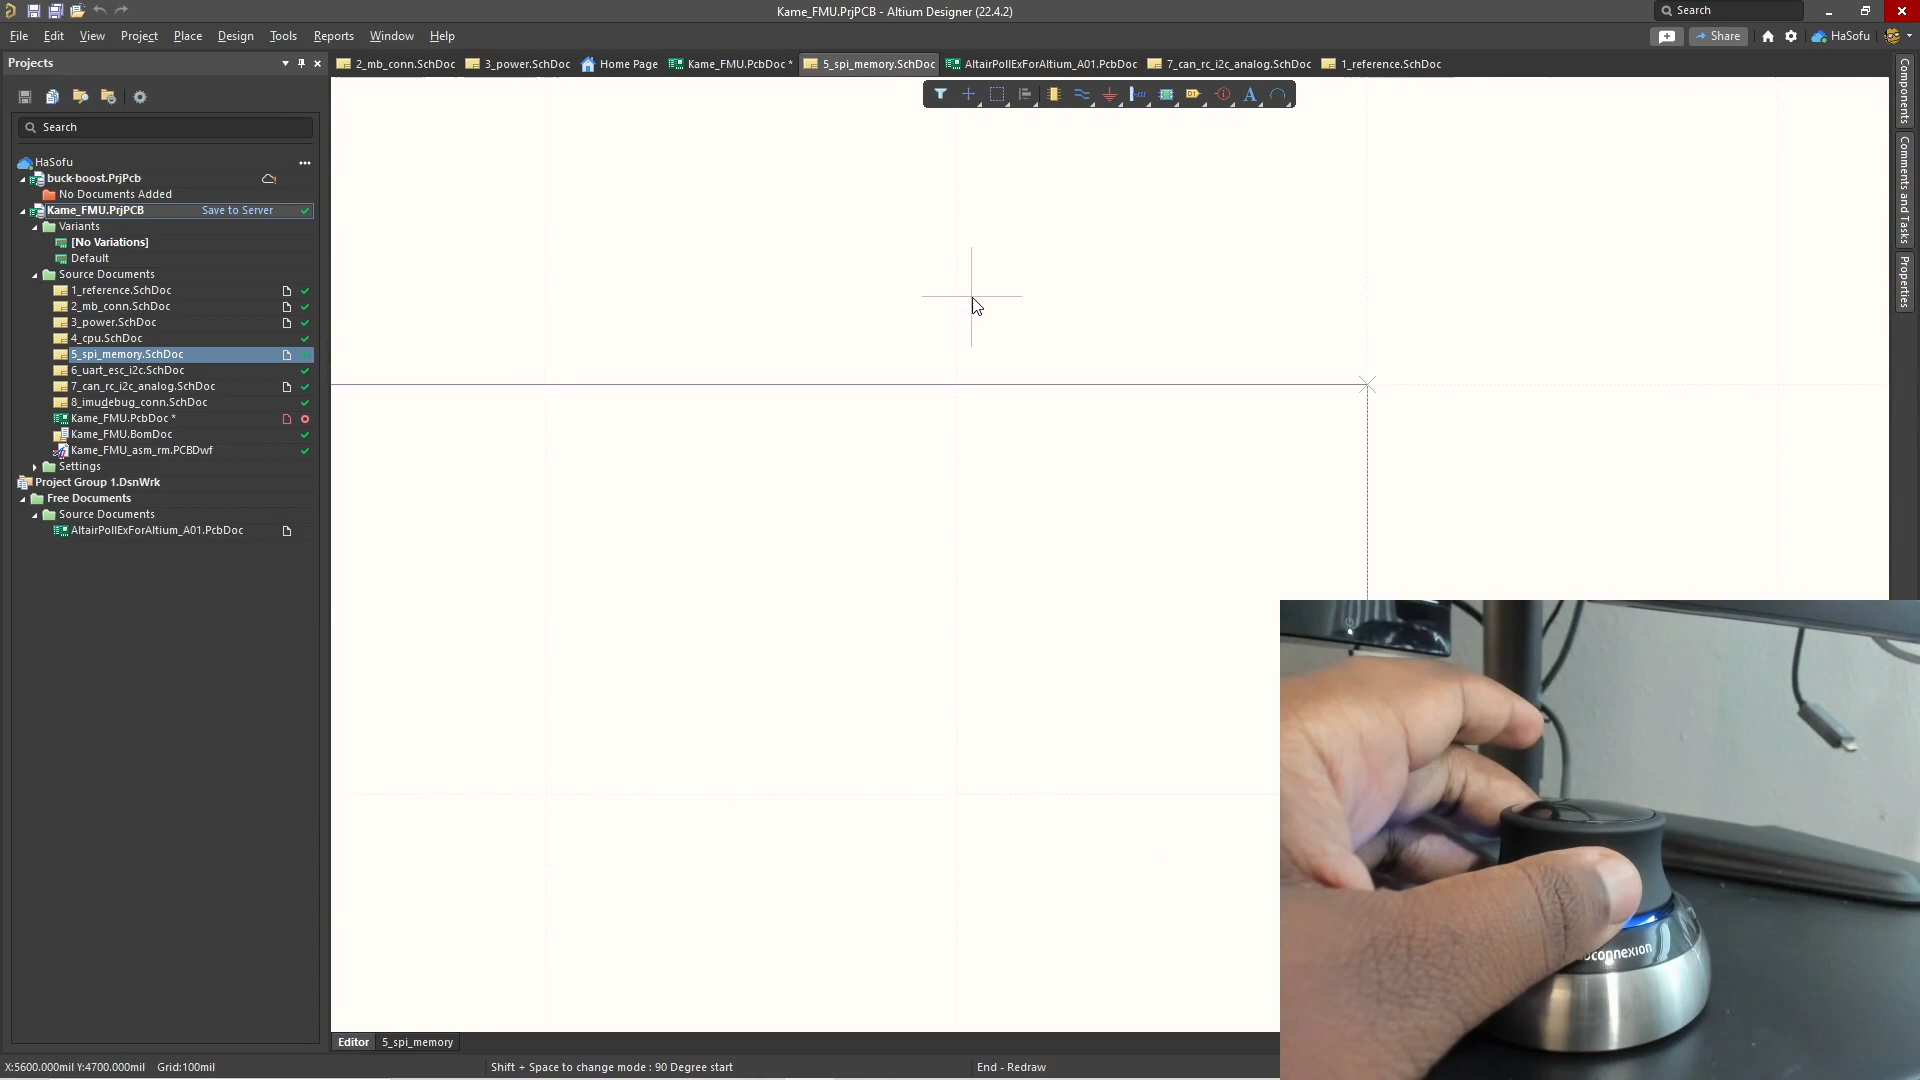 Kame_FMU.PrjPCB - Altium Designer (22.4.2)
Search
File Edit View Project Place Design Tools Reports Window Help
Share
HaSofu
Projects
2_mb_conn.SchDoc
3_power.SchDoc
Home Page
Kame_FMU.PcbDoc *
5_spi_memory.SchDoc
AltairPollExForAltium_A01.PcbDoc
7_can_rc_i2c_analog.SchDoc
1_reference.SchDoc
Search
HaSofu
buck-boost.PrjPcb
No Documents Added
Kame_FMU.PrjPCB Save to Server
Variants
[No Variations]
Default
Source Documents
1_reference.SchDoc
2_mb_conn.SchDoc
3_power.SchDoc
4_cpu.SchDoc
5_spi_memory.SchDoc
6_uart_esc_i2c.SchDoc
7_can_rc_i2c_analog.SchDoc
8_imudebug_conn.SchDoc
Kame_FMU.PcbDoc *
Kame_FMU.BomDoc
Kame_FMU_asm_rm.PCBDwf
Settings
Project Group 1.DsnWrk
Free Documents
Source Documents
AltairPollExForAltium_A01.PcbDoc
Components
Comments and Tasks
Properties
connexion
Editor 5_spi_memory
X:5600.000mil Y:4700.000mil Grid:100mil
Shift + Space to change mode : 90 Degree start
End - Redraw